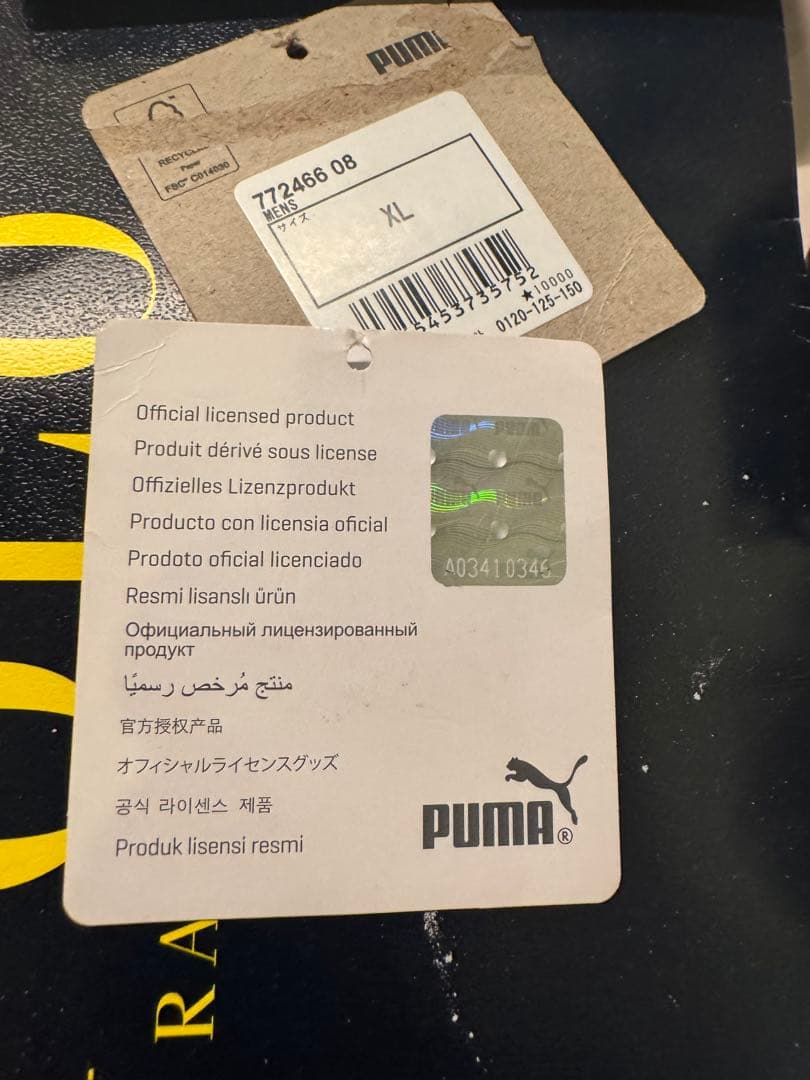 PUMA
RECYCLED
Paper
FSC® C014030
772466 08
MENS
サイズ
XL
5453735752
★10000
0120-125-150
Official licensed product
Produit dérivé sous license
Offizielles Lizenzprodukt
Producto con licensia oficial
Prodoto oficial licenciado
Resmi lisanslı ürün
Официальный лицензированный
продукт
منتج مُرخص رسميًا
官方授权产品
オフィシャルライセンスグッズ
공식 라이센스 제품
Produk lisensi resmi
A03410346
PUMA®
RA